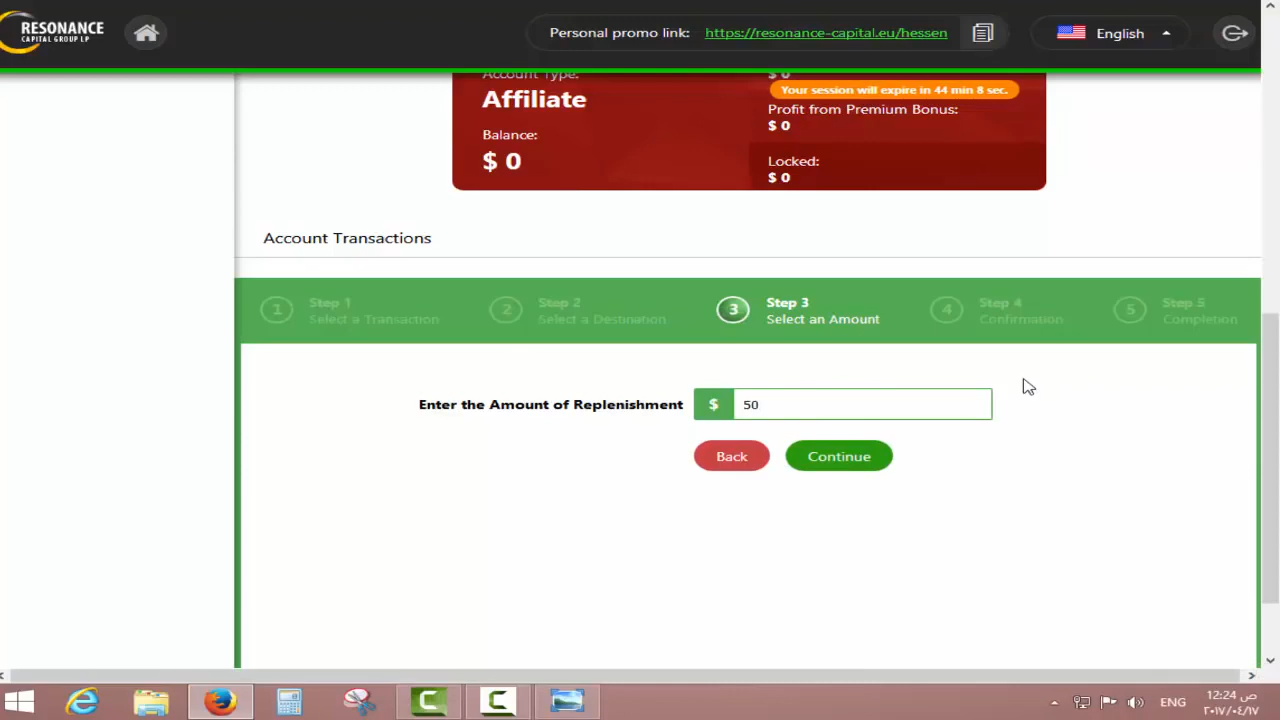 RESONANCE
CAPITAL GROUP LP
Personal promo link: https://resonance-capital.eu/hessen
English
Account Type:
Affiliate
Balance:
$ 0
$ 0
Your session will expire in 44 min 8 sec.
Profit from Premium Bonus:
$ 0
Locked:
$ 0
Account Transactions
1 Step 1
Select a Transaction
2 Step 2
Select a Destination
3 Step 3
Select an Amount
4 Step 4
Confirmation
5 Step 5
Completion
Enter the Amount of Replenishment $ 50
Back Continue
ENG
12:24 ص
٢٠١٧/٠٤/١٧